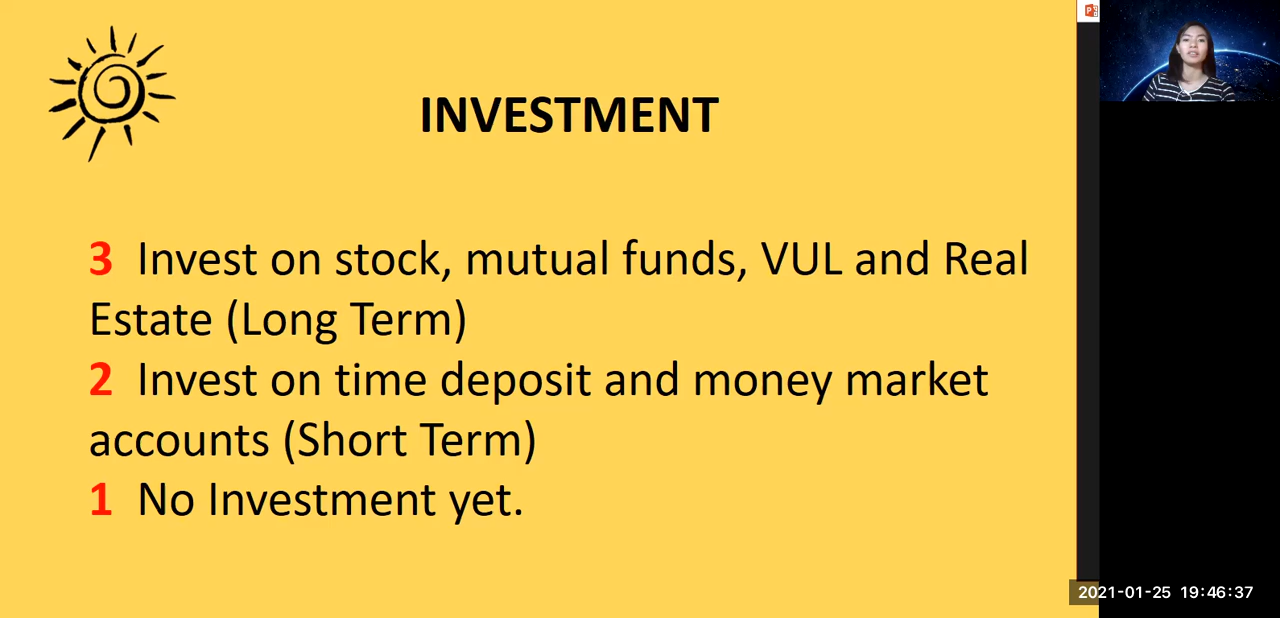 INVESTMENT
3 Invest on stock, mutual funds, VUL and Real
Estate (Long Term)
2 Invest on time deposit and money market
accounts (Short Term)
1 No Investment yet.
2021-01-25 19:46:37